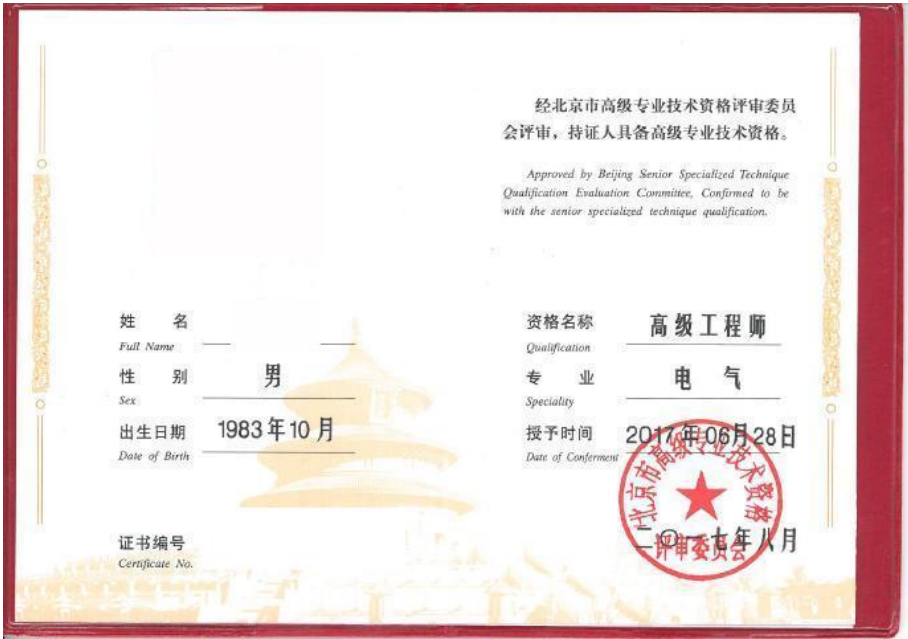 经北京市高级专业技术资格评审委员
会评审，持证人具备高级专业技术资格。
Approved by Beijing Senior Specialized Technique
Qualification Evaluation Committee, Confirmed to be
with the senior specialized technique qualification.
姓 名
Full Name
性 别 男
Sex
出生日期 1983年10月
Date of Birth
证书编号
Certificate No.
资格名称 高级工程师
Qualification
专 业 电气
Speciality
授予时间 2017年06月28日
Date of Conferment
北京市高级专业技术资格
评审委员会
二〇一七年八月